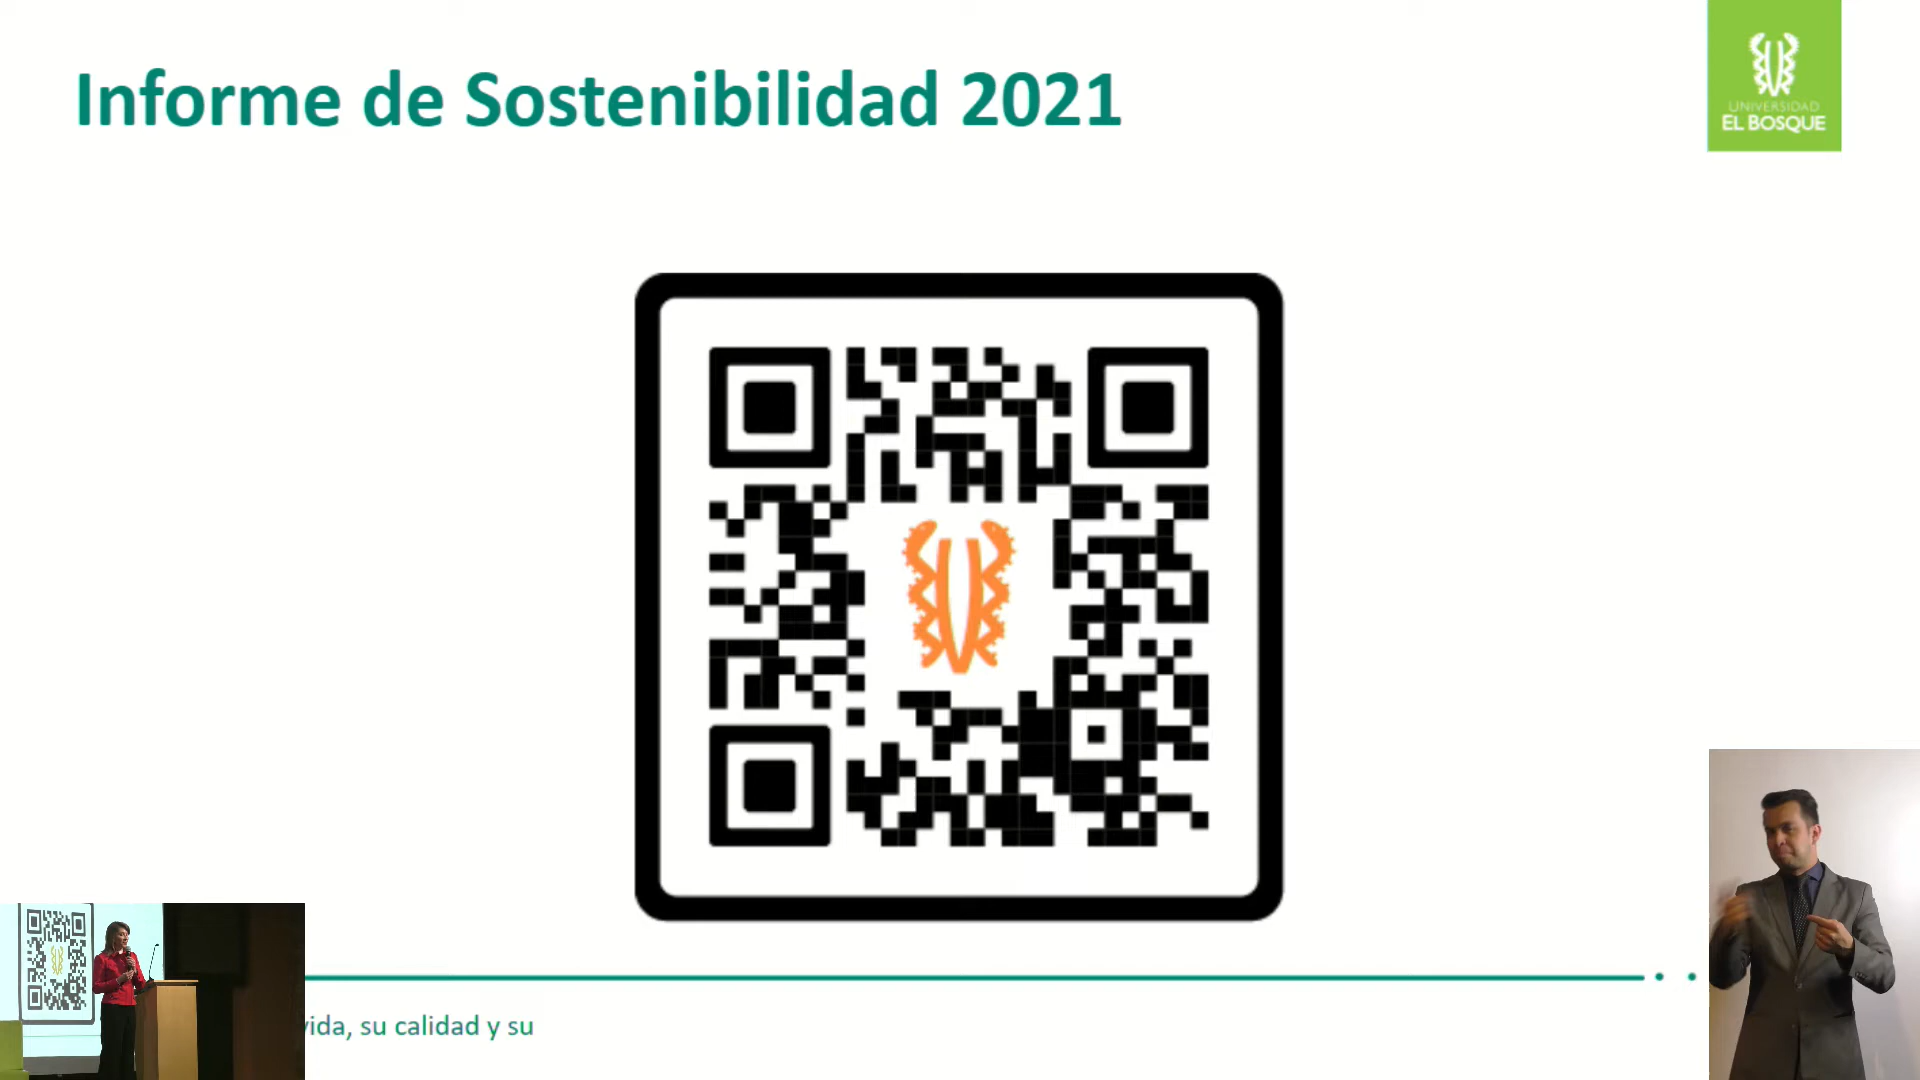 Informe de Sostenibilidad 2021
UNIVERSIDAD
EL BOSQUE
vida, su calidad y su